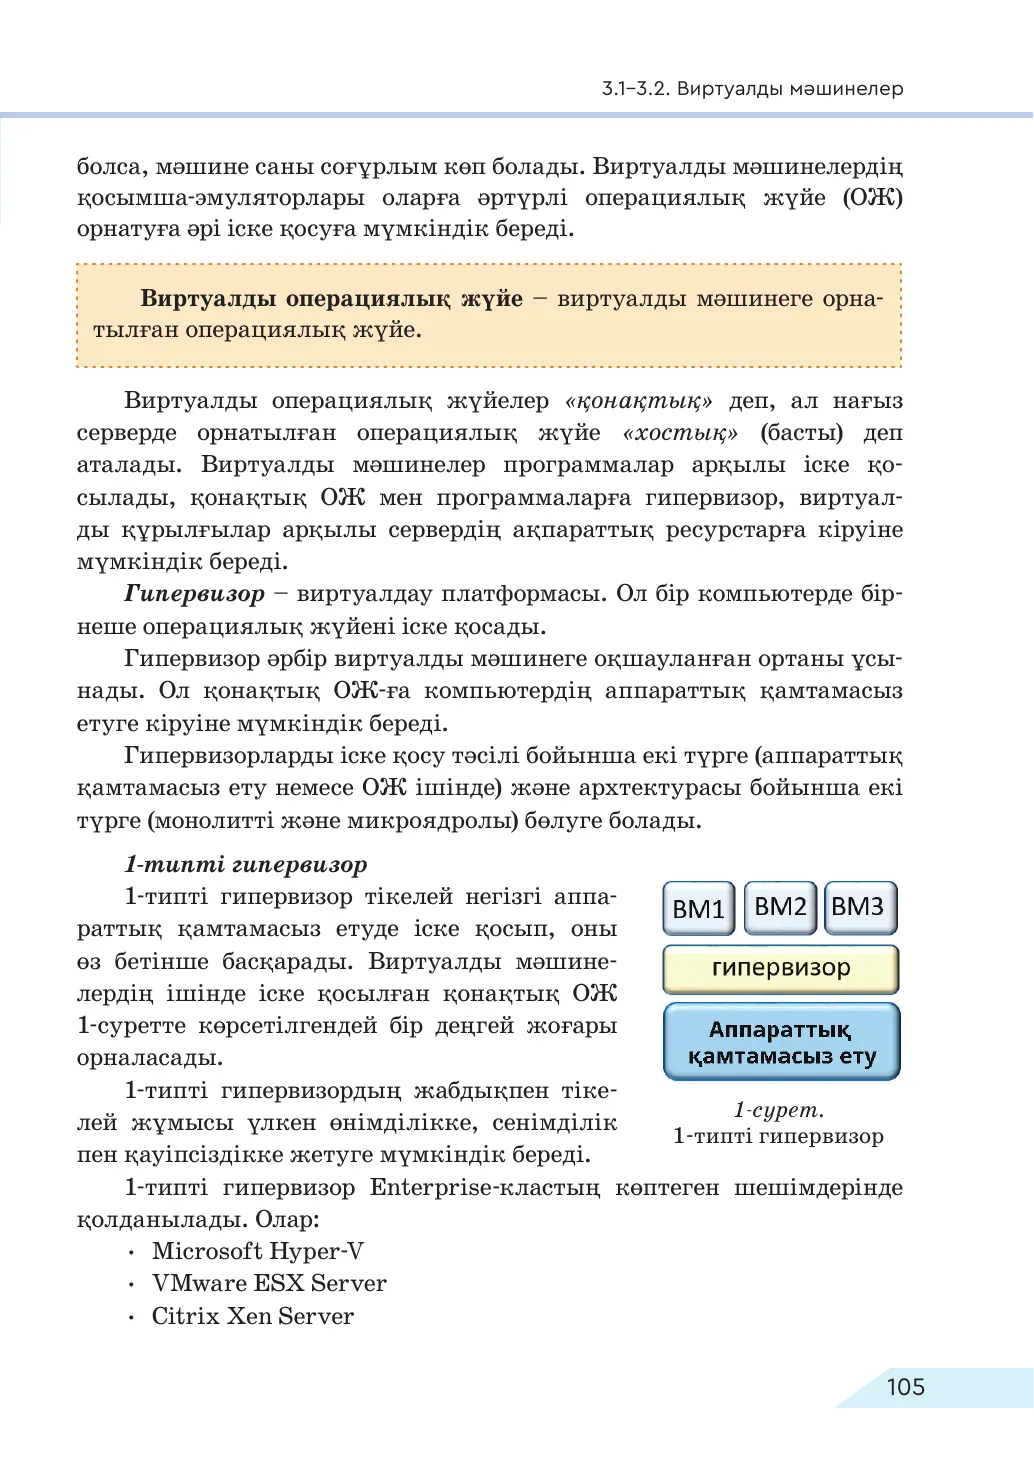 3.1–3.2. Виртуалды мәшинелер
болса, мәшине саны соғұрлым көп болады. Виртуалды мәшинелердің
қосымша-эмуляторлары оларға әртүрлі операциялық жүйе (ОЖ)
орнатуға әрі іске қосуға мүмкіндік береді.
Виртуалды операциялық жүйе – виртуалды мәшинеге орна-
тылған операциялық жүйе.
Виртуалды операциялық жүйелер «қонақтық» деп, ал нағыз
серверде орнатылған операциялық жүйе «хостық» (басты) деп
аталады. Виртуалды мәшинелер программалар арқылы іске қо-
сылады, қонақтық ОЖ мен программаларға гипервизор, виртуал-
ды құрылғылар арқылы сервердің ақпараттық ресурстарға кіруіне
мүмкіндік береді.
Гипервизор – виртуалдау платформасы. Ол бір компьютерде бір-
неше операциялық жүйені іске қосады.
Гипервизор әрбір виртуалды мәшинеге оқшауланған ортаны ұсы-
нады. Ол қонақтық ОЖ-ға компьютердің аппараттық қамтамасыз
етуге кіруіне мүмкіндік береді.
Гипервизорларды іске қосу тәсілі бойынша екі түрге (аппараттық
қамтамасыз ету немесе ОЖ ішінде) және архтектурасы бойынша екі
түрге (монолитті және микроядролы) бөлуге болады.
1-типті гипервизор
1-типті гипервизор тікелей негізгі аппа-
раттық қамтамасыз етуде іске қосып, оны
өз бетінше басқарады. Виртуалды мәшине-
лердің ішінде іске қосылған қонақтық ОЖ
1-суретте көрсетілгендей бір деңгей жоғары
орналасады.
1-типті гипервизордың жабдықпен тіке-
лей жұмысы үлкен өнімділікке, сенімділік
пен қауіпсіздікке жетуге мүмкіндік береді.
ВМ1 ВМ2 ВМ3
гипервизор
Аппараттық
қамтамасыз ету
1-сурет.
1-типті гипервизор
1-типті гипервизор Enterprise-кластың көптеген шешімдерінде
қолданылады. Олар:
• Microsoft Hyper-V
• VMware ESX Server
• Citrix Xen Server
105